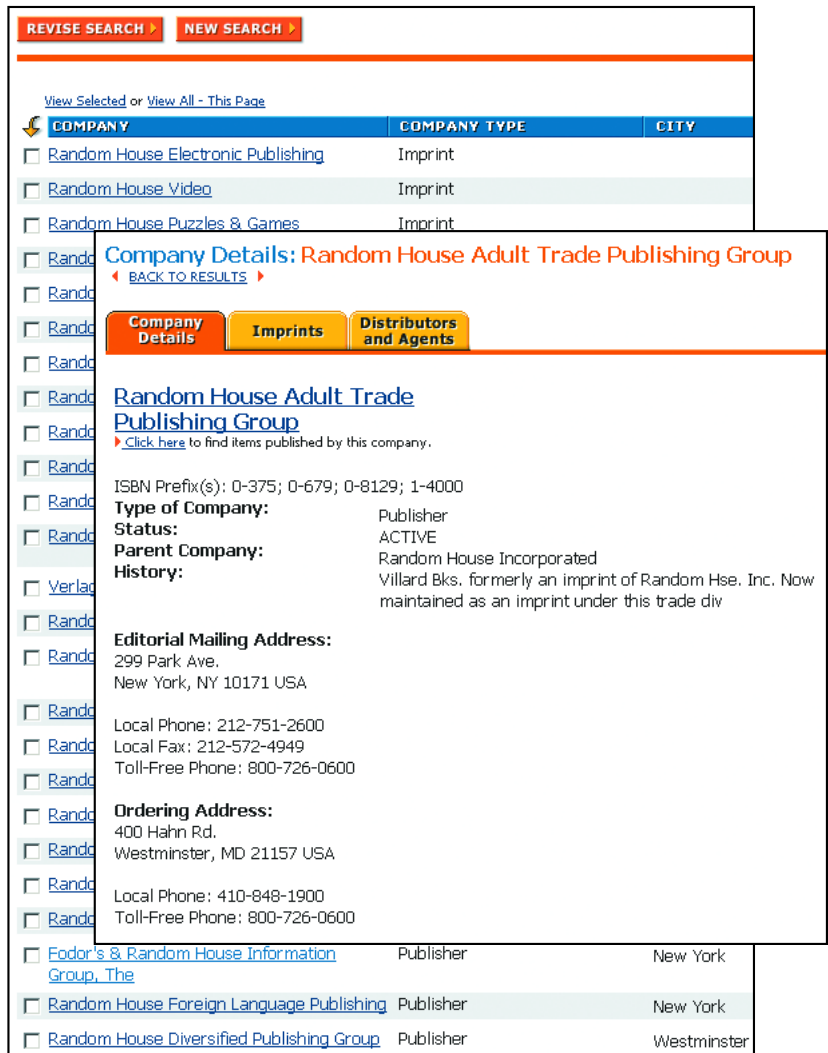 REVISE SEARCH
NEW SEARCH
View Selected or View All - This Page
COMPANY COMPANY TYPE CITY
Random House Electronic Publishing Imprint
Random House Video Imprint
Random House Puzzles & Games Imprint
Company Details: Random House Adult Trade Publishing Group
BACK TO RESULTS
Company Details
Imprints
Distributors and Agents
Random House Adult Trade
Publishing Group
Click here to find items published by this company.
ISBN Prefix(s): 0-375; 0-679; 0-8129; 1-4000
Type of Company: Publisher
Status: ACTIVE
Parent Company: Random House Incorporated
History: Villard Bks. formerly an imprint of Random Hse. Inc. Now
maintained as an imprint under this trade div
Editorial Mailing Address:
299 Park Ave.
New York, NY 10171 USA
Local Phone: 212-751-2600
Local Fax: 212-572-4949
Toll-Free Phone: 800-726-0600
Ordering Address:
400 Hahn Rd.
Westminster, MD 21157 USA
Local Phone: 410-848-1900
Toll-Free Phone: 800-726-0600
Fodor's & Random House Information Publisher New York
Group, The
Random House Foreign Language Publishing Publisher New York
Random House Diversified Publishing Group Publisher Westminster